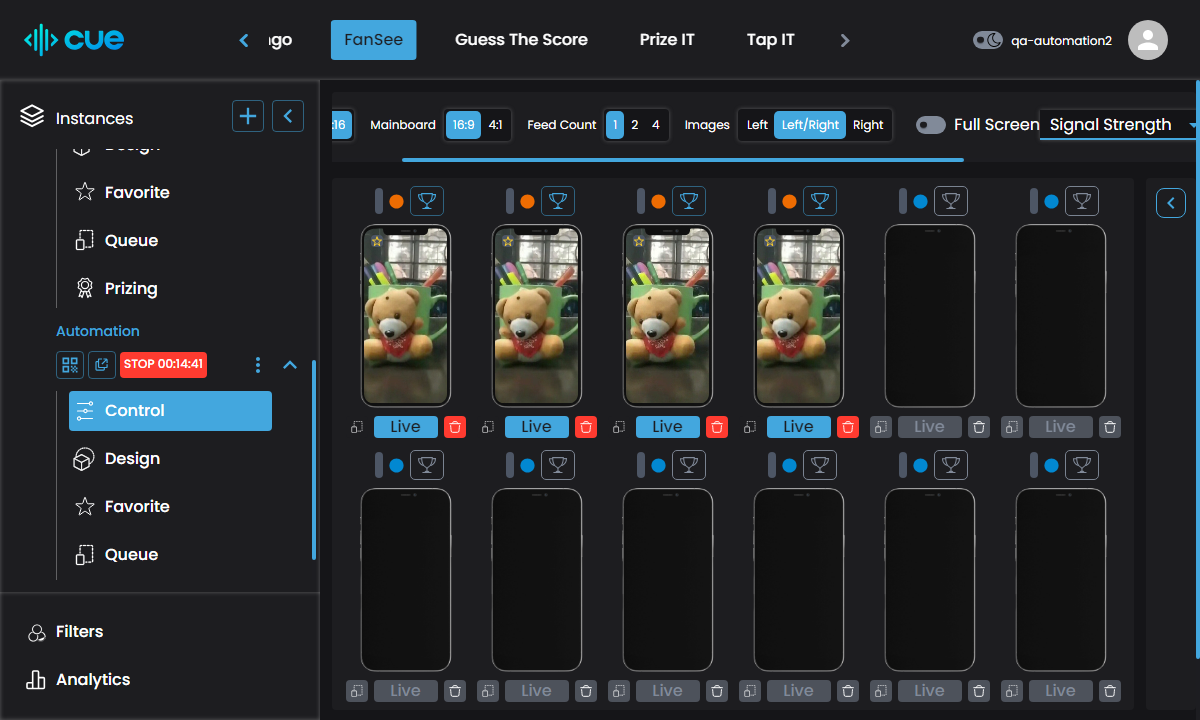 CUE
ngo
FanSee
Guess The Score
Prize IT
Tap IT
qa-automation2
Instances
Design
Favorite
Queue
Prizing
Automation
STOP 00:14:41
Control
Design
Favorite
Queue
Filters
Analytics
:16
Mainboard
16:9
4:1
Feed Count
1
2
4
Images
Left
Left/Right
Right
Full Screen
Signal Strength
Live
Live
Live
Live
Live
Live
Live
Live
Live
Live
Live
Live